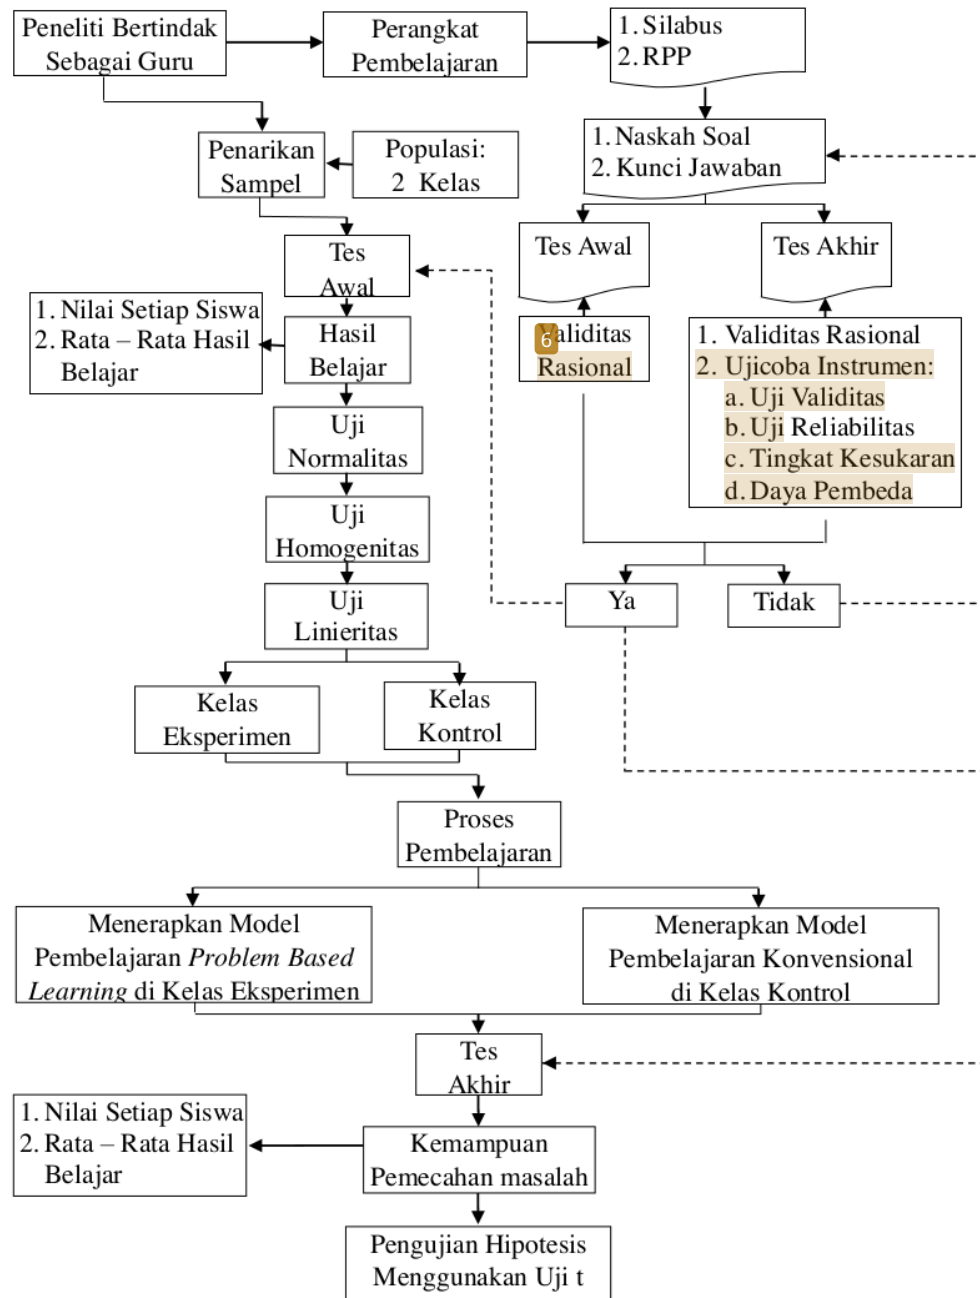 Peneliti Bertindak
Sebagai Guru
Perangkat
Pembelajaran
1. Silabus
2. RPP
Penarikan
Sampel
Populasi:
2 Kelas
1. Naskah Soal
2. Kunci Jawaban
Tes
Awal
Tes Awal
Tes Akhir
1. Nilai Setiap Siswa
2. Rata – Rata Hasil
Belajar
Hasil
Belajar
6
Validitas
Rasional
1. Validitas Rasional
2. Ujicoba Instrumen:
a. Uji Validitas
b. Uji Reliabilitas
c. Tingkat Kesukaran
d. Daya Pembeda
Uji
Normalitas
Uji
Homogenitas
Uji
Linieritas
Ya
Tidak
Kelas
Eksperimen
Kelas
Kontrol
Proses
Pembelajaran
Menerapkan Model
Pembelajaran Problem Based
Learning di Kelas Eksperimen
Menerapkan Model
Pembelajaran Konvensional
di Kelas Kontrol
Tes
Akhir
1. Nilai Setiap Siswa
2. Rata – Rata Hasil
Belajar
Kemampuan
Pemecahan masalah
Pengujian Hipotesis
Menggunakan Uji t